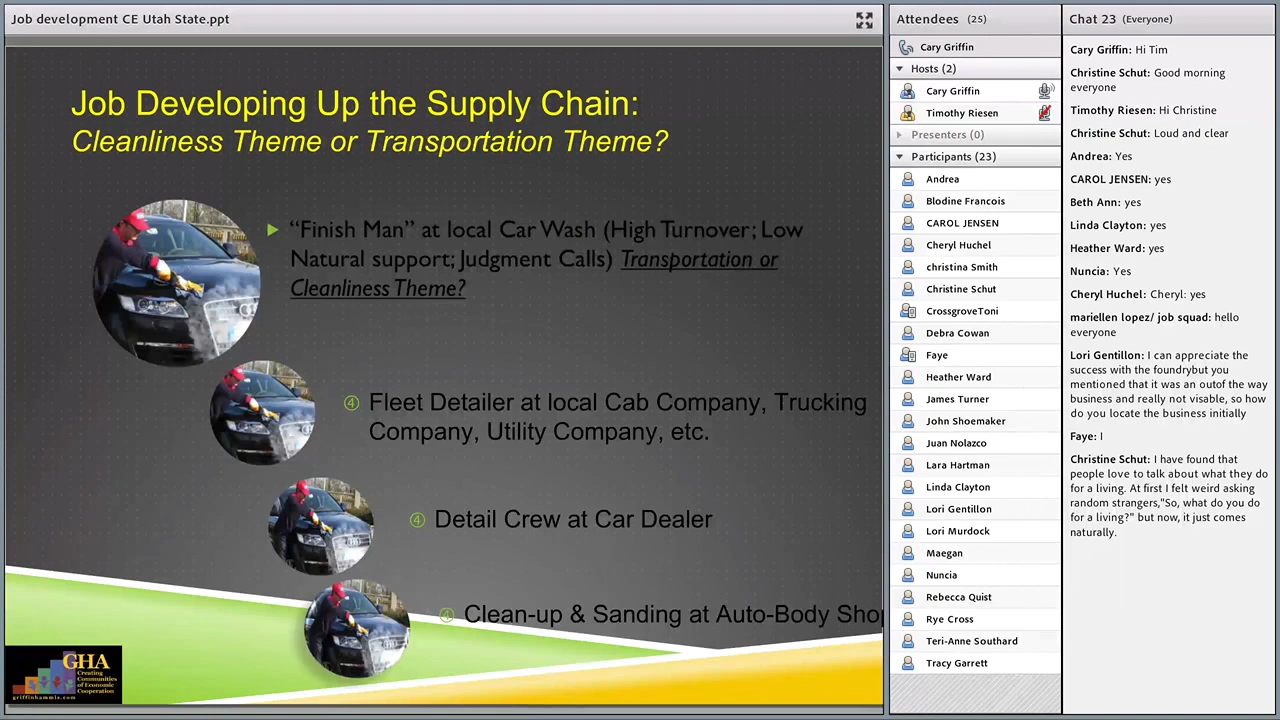 Job development CE Utah State.ppt
Job Developing Up the Supply Chain:
Cleanliness Theme or Transportation Theme?
“Finish Man” at local Car Wash (High Turnover; Low
Natural support; Judgment Calls) Transportation or
Cleanliness Theme?
④ Fleet Detailer at local Cab Company, Trucking
Company, Utility Company, etc.
④ Detail Crew at Car Dealer
④ Clean-up & Sanding at Auto-Body Shop
GHA
Creating
Communities
of Economic
Cooperation
griffinhammis.com
Attendees (25)
Cary Griffin
Hosts (2)
Cary Griffin
Timothy Riesen
Presenters (0)
Participants (23)
Andrea
Blodine Francois
CAROL JENSEN
Cheryl Huchel
christina Smith
Christine Schut
CrossgroveToni
Debra Cowan
Faye
Heather Ward
James Turner
John Shoemaker
Juan Nolazco
Lara Hartman
Linda Clayton
Lori Gentillon
Lori Murdock
Maegan
Nuncia
Rebecca Quist
Rye Cross
Teri-Anne Southard
Tracy Garrett
Chat 23 (Everyone)
Cary Griffin: Hi Tim
Christine Schut: Good morning
everyone
Timothy Riesen: Hi Christine
Christine Schut: Loud and clear
Andrea: Yes
CAROL JENSEN: yes
Beth Ann: yes
Linda Clayton: yes
Heather Ward: yes
Nuncia: Yes
Cheryl Huchel: Cheryl: yes
mariellen lopez/ job squad: hello
everyone
Lori Gentillon: I can appreciate the
success with the foundrybut you
mentioned that it was an outof the way
business and really not visable, so how
do you locate the business initially
Faye: I
Christine Schut: I have found that
people love to talk about what they do
for a living. At first I felt weird asking
random strangers,"So, what do you do
for a living?" but now, it just comes
naturally.